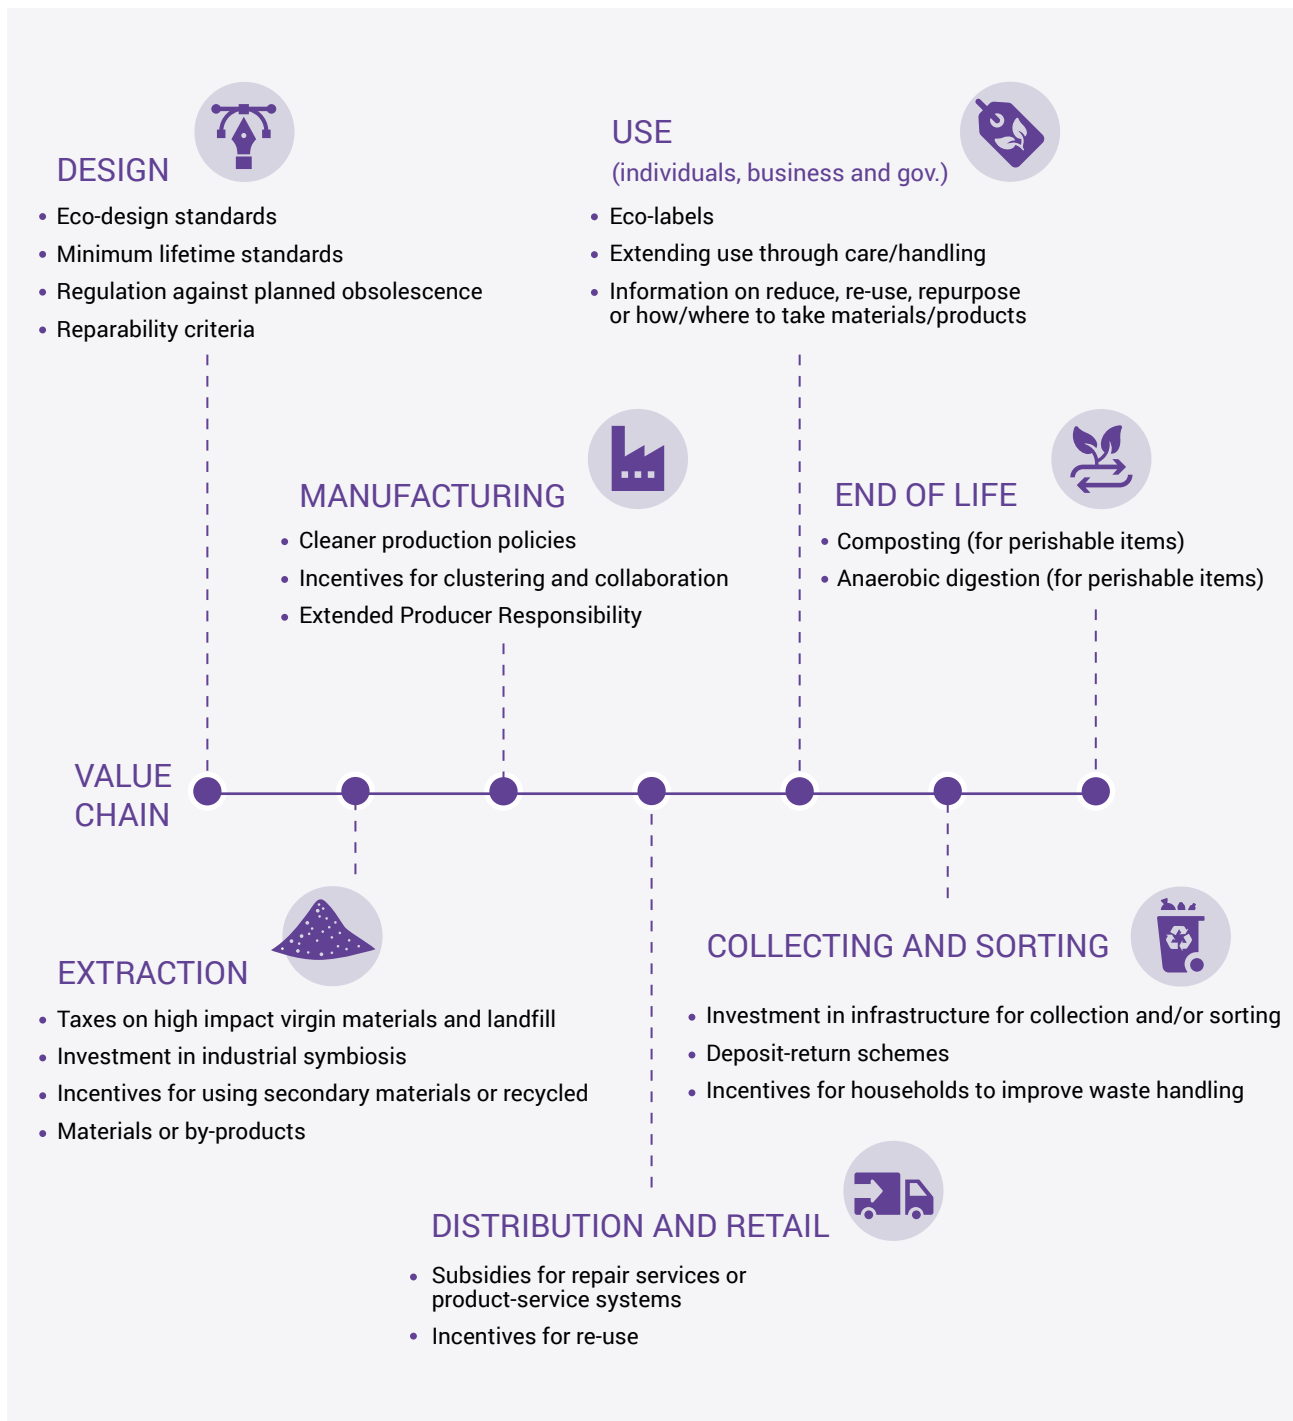 DESIGN
Eco-design standards
Minimum lifetime standards
Regulation against planned obsolescence
Reparability criteria
USE
(individuals, business and gov.)
Eco-labels
Extending use through care/handling
Information on reduce, re-use, repurpose
or how/where to take materials/products
MANUFACTURING
Cleaner production policies
Incentives for clustering and collaboration
Extended Producer Responsibility
END OF LIFE
Composting (for perishable items)
Anaerobic digestion (for perishable items)
VALUE
CHAIN
EXTRACTION
Taxes on high impact virgin materials and landfill
Investment in industrial symbiosis
Incentives for using secondary materials or recycled
Materials or by-products
COLLECTING AND SORTING
Investment in infrastructure for collection and/or sorting
Deposit-return schemes
Incentives for households to improve waste handling
DISTRIBUTION AND RETAIL
Subsidies for repair services or
product-service systems
Incentives for re-use